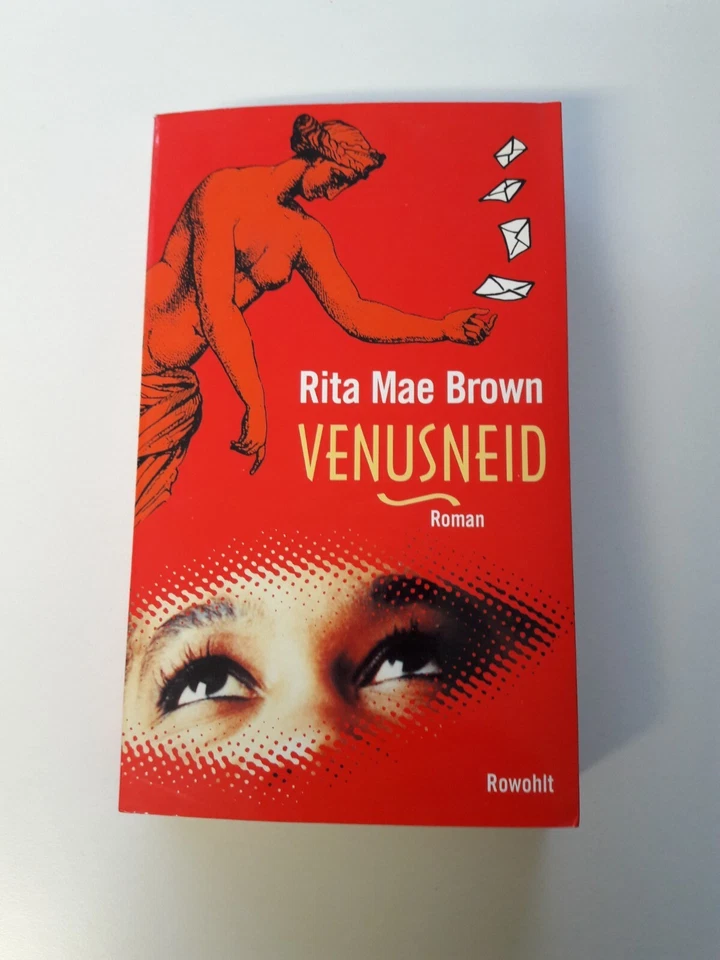 Rita Mae Brown
VENUSNEID
Roman
Rowohlt